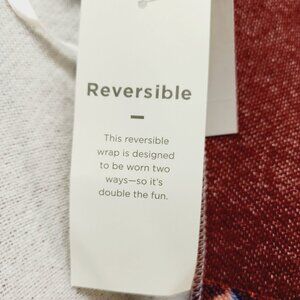 Reversible
This reversible
wrap is designed
to be worn two
ways—so it's
double the fun.